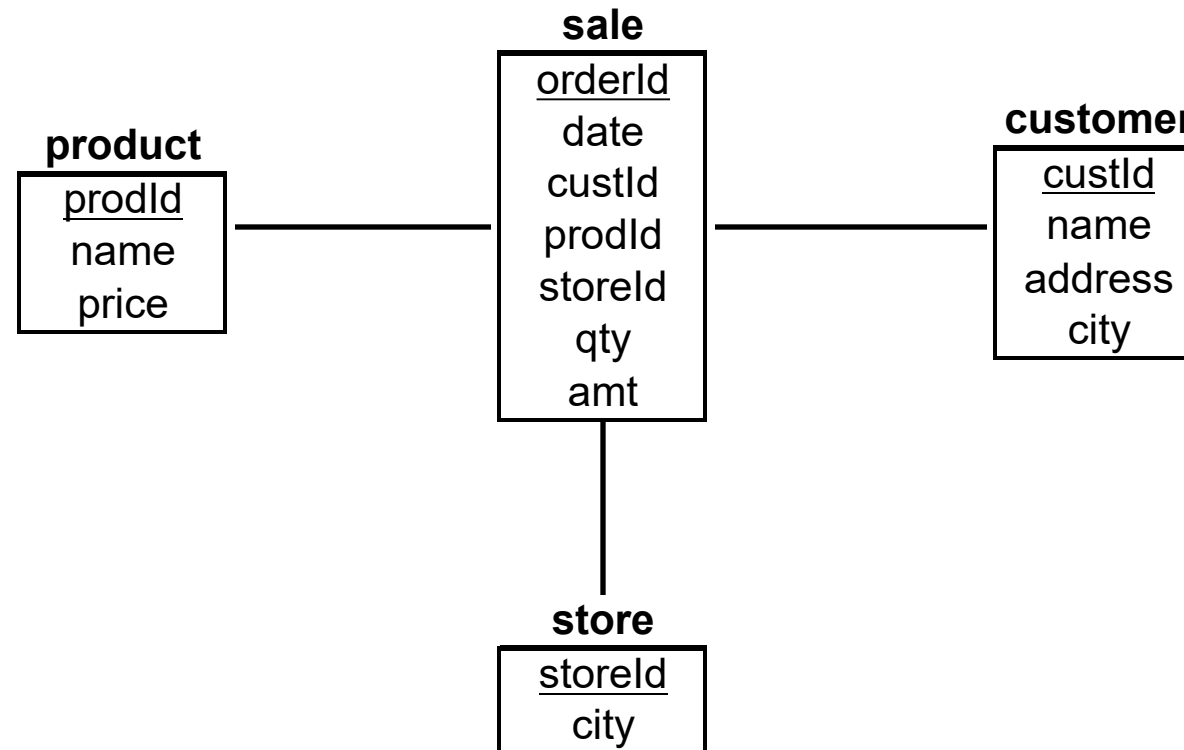 sale
orderId
date
custId
prodId
storeId
qty
amt
product
prodId
name
price
customer
custId
name
address
city
store
storeId
city